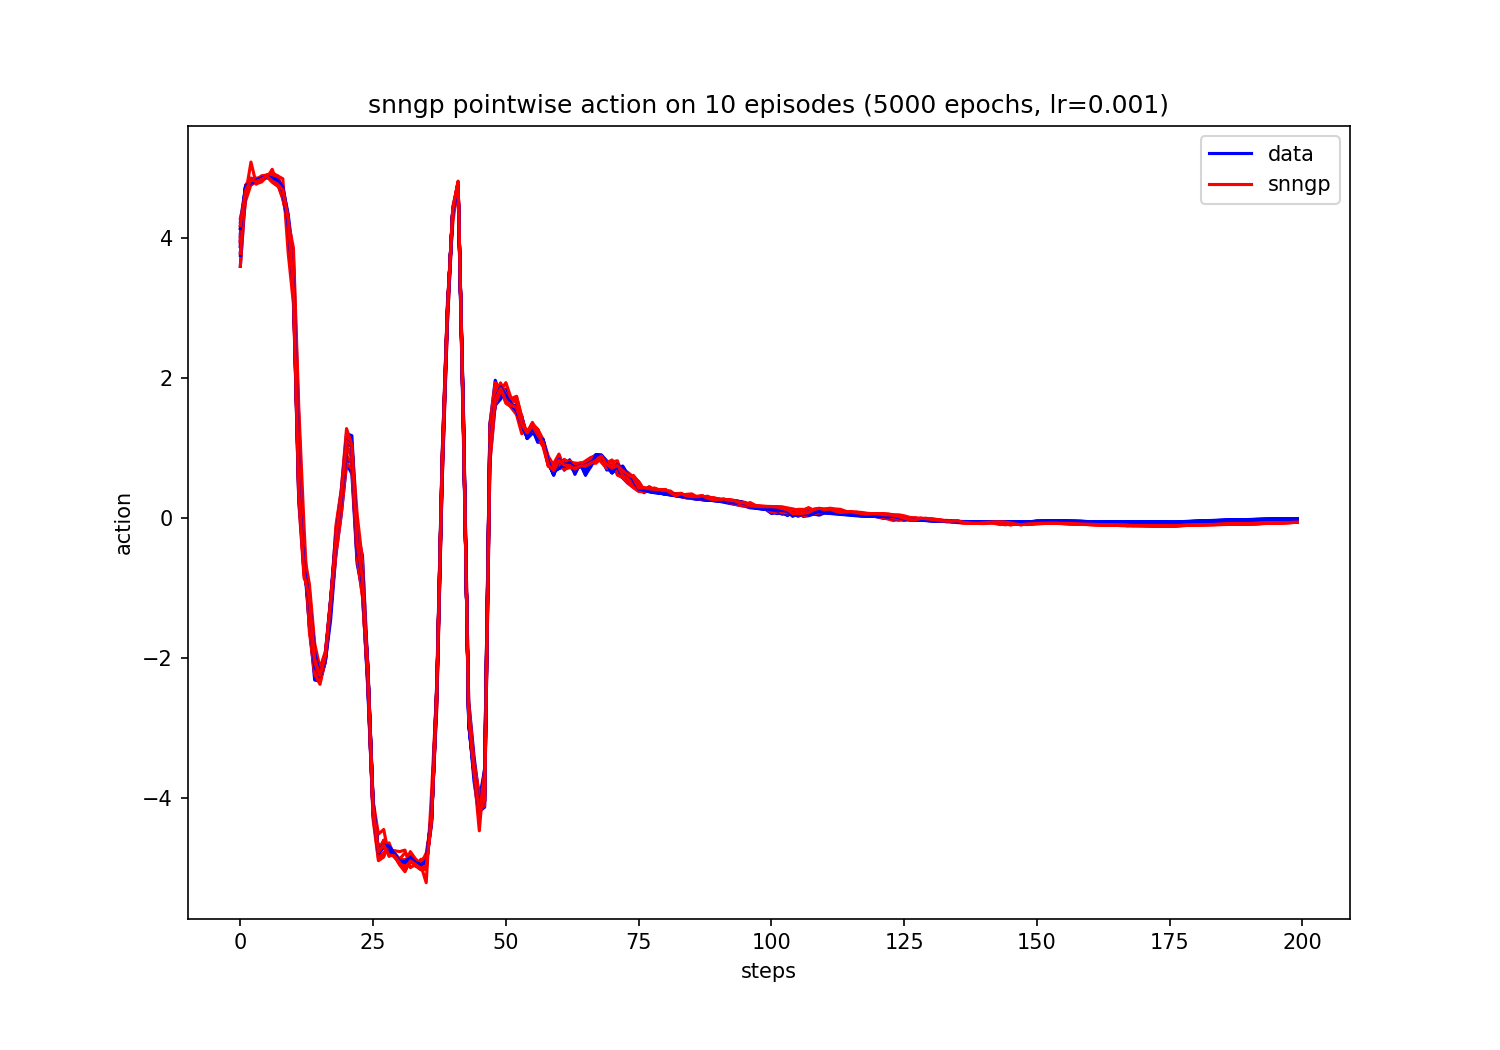 snngp pointwise action on 10 episodes (5000 epochs, lr=0.001)
data
snngp
4
2
0
−2
−4
action
0 25 50 75 100 125 150 175 200
steps